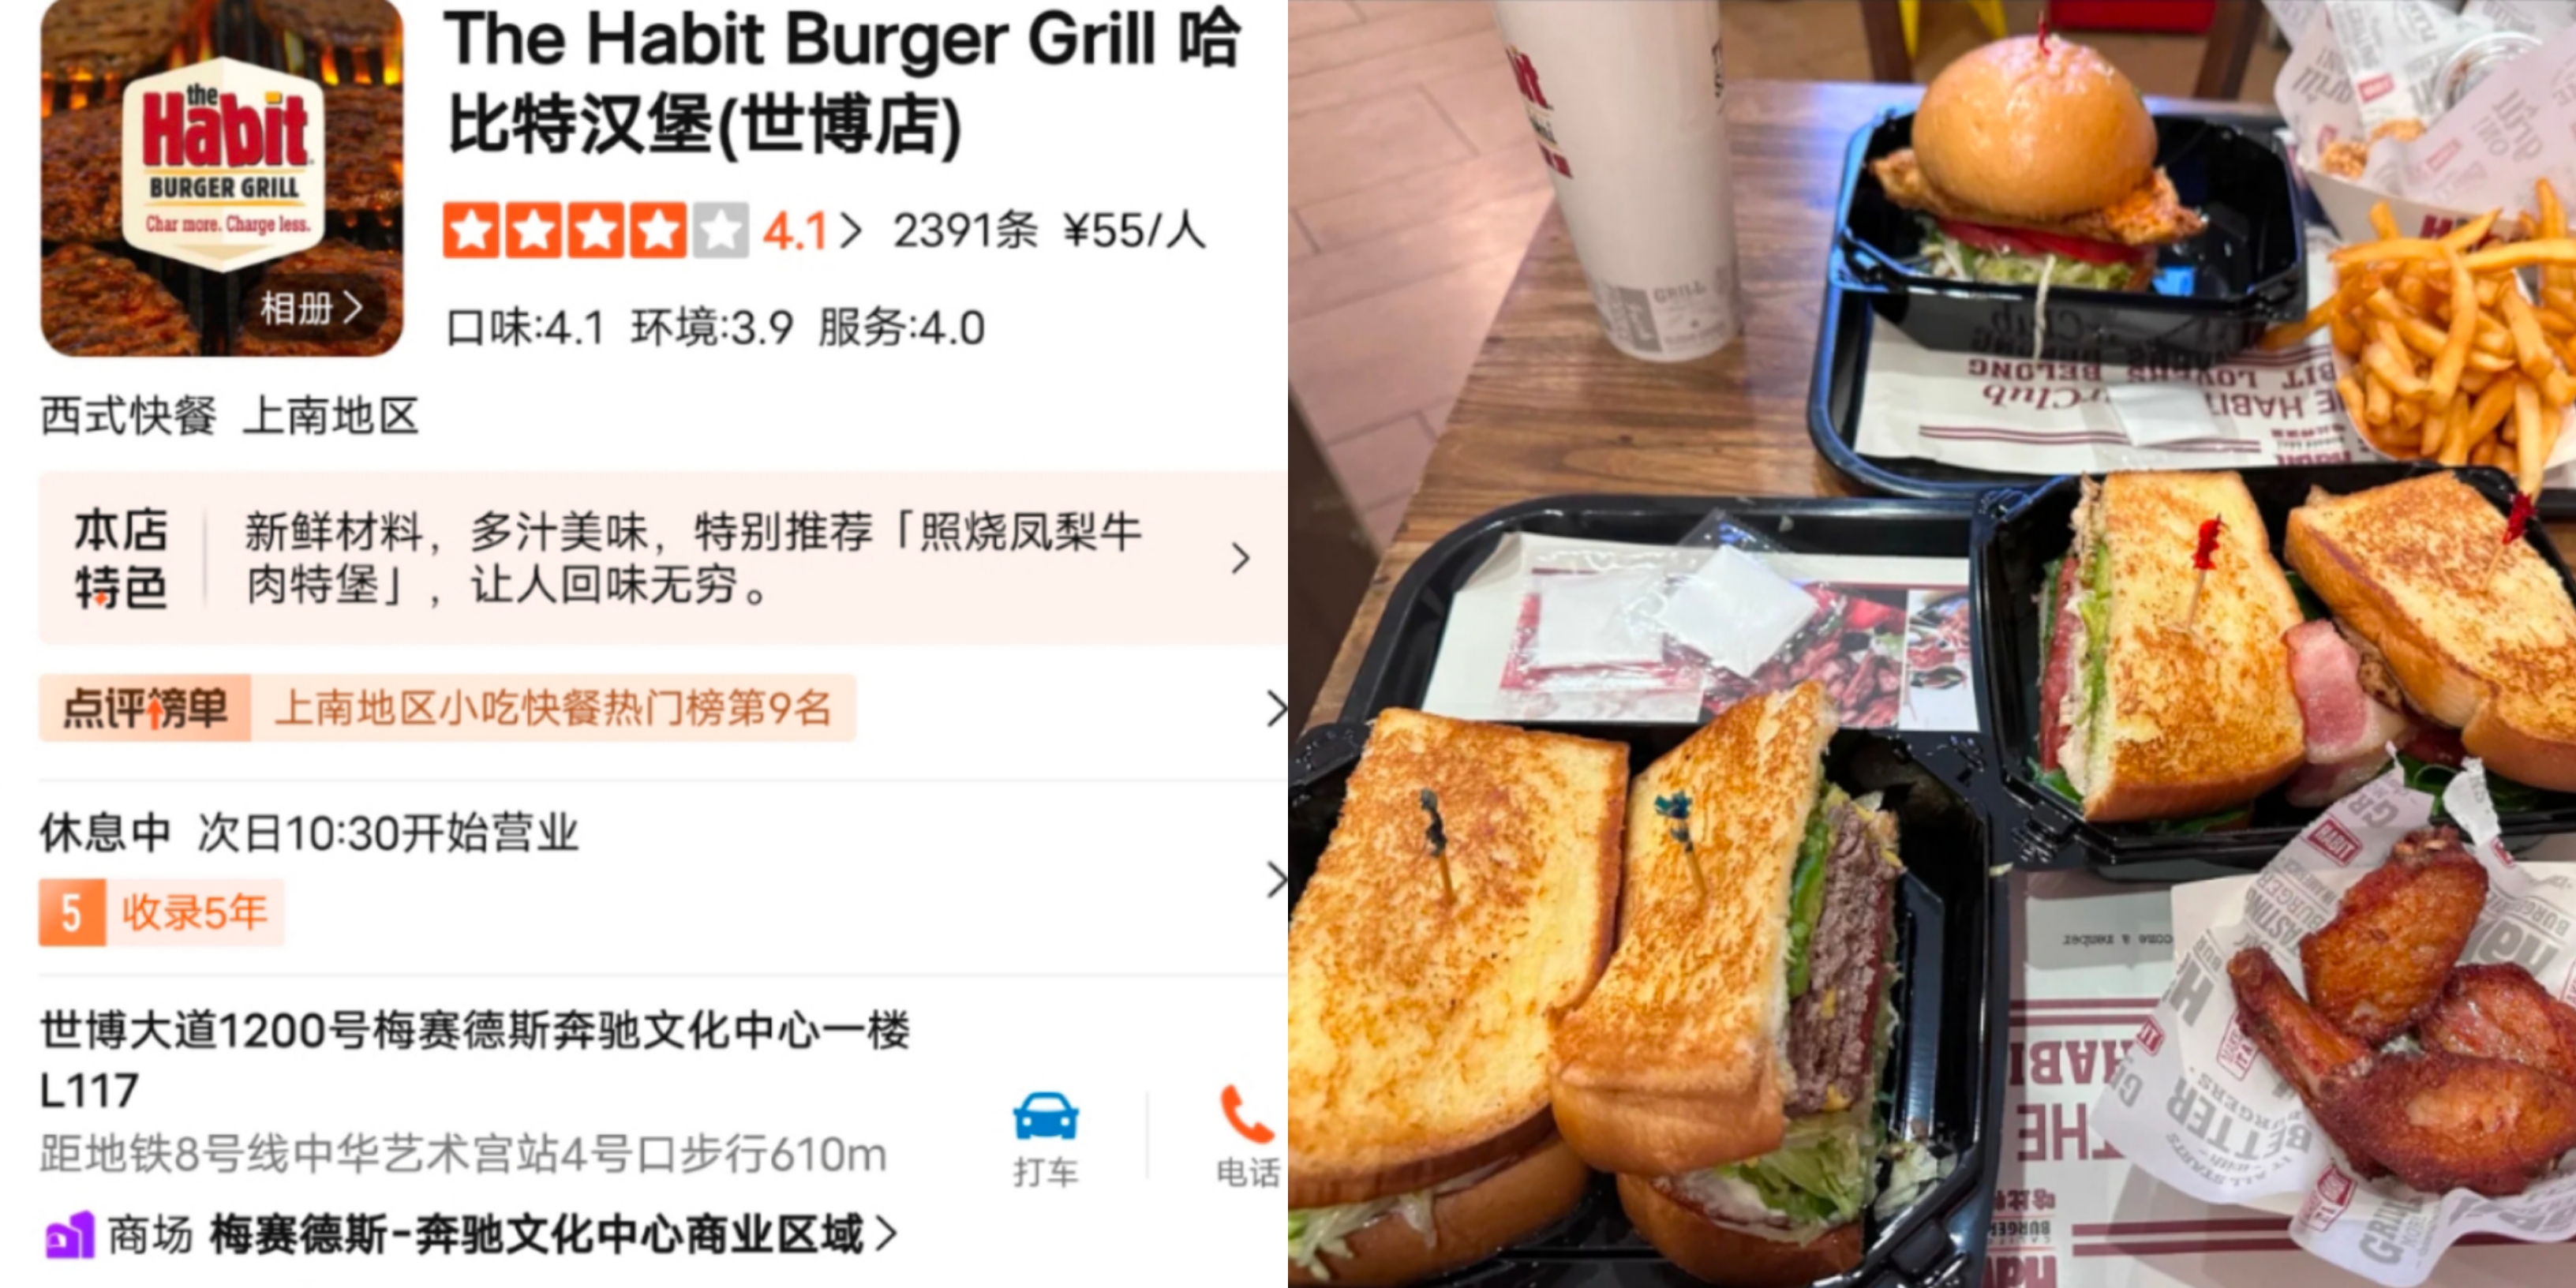 The Habit Burger Grill 哈
比特汉堡(世博店)
the
Habit
BURGER GRILL
Char more. Charge less.
相册
4.1 2391条 ¥55/人
口味:4.1 环境:3.9 服务:4.0
西式快餐 上南地区
本店
特色
新鲜材料，多汁美味，特别推荐「照烧凤梨牛
肉特堡」，让人回味无穷。
点评榜单 上南地区小吃快餐热门榜第9名
休息中 次日10:30开始营业
5 收录5年
世博大道1200号梅赛德斯奔驰文化中心一楼
L117
距地铁8号线中华艺术宫站4号口步行610m
打车
电话
商场 梅赛德斯-奔驰文化中心商业区域
GRILL
BELONG
Club
HABIT
THE
HABIT
BETTER
BURGERS